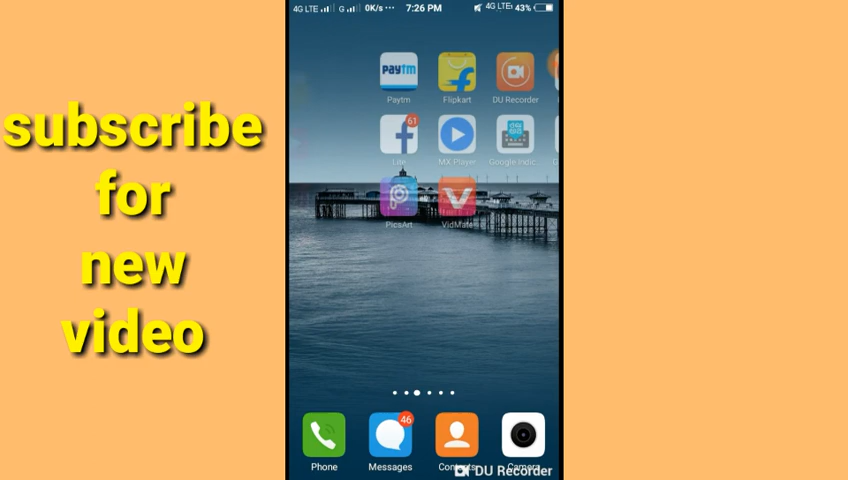 4G LTE G 0K/s ··· 7:26 PM 4G LTE 43%
subscribe
for
new
video
Paytm
Paytm Flipkart DU Recorder
61
Lite MX Player Google Indic...
PicsArt VidMate
46
Phone Messages Contacts Camera
DU Recorder